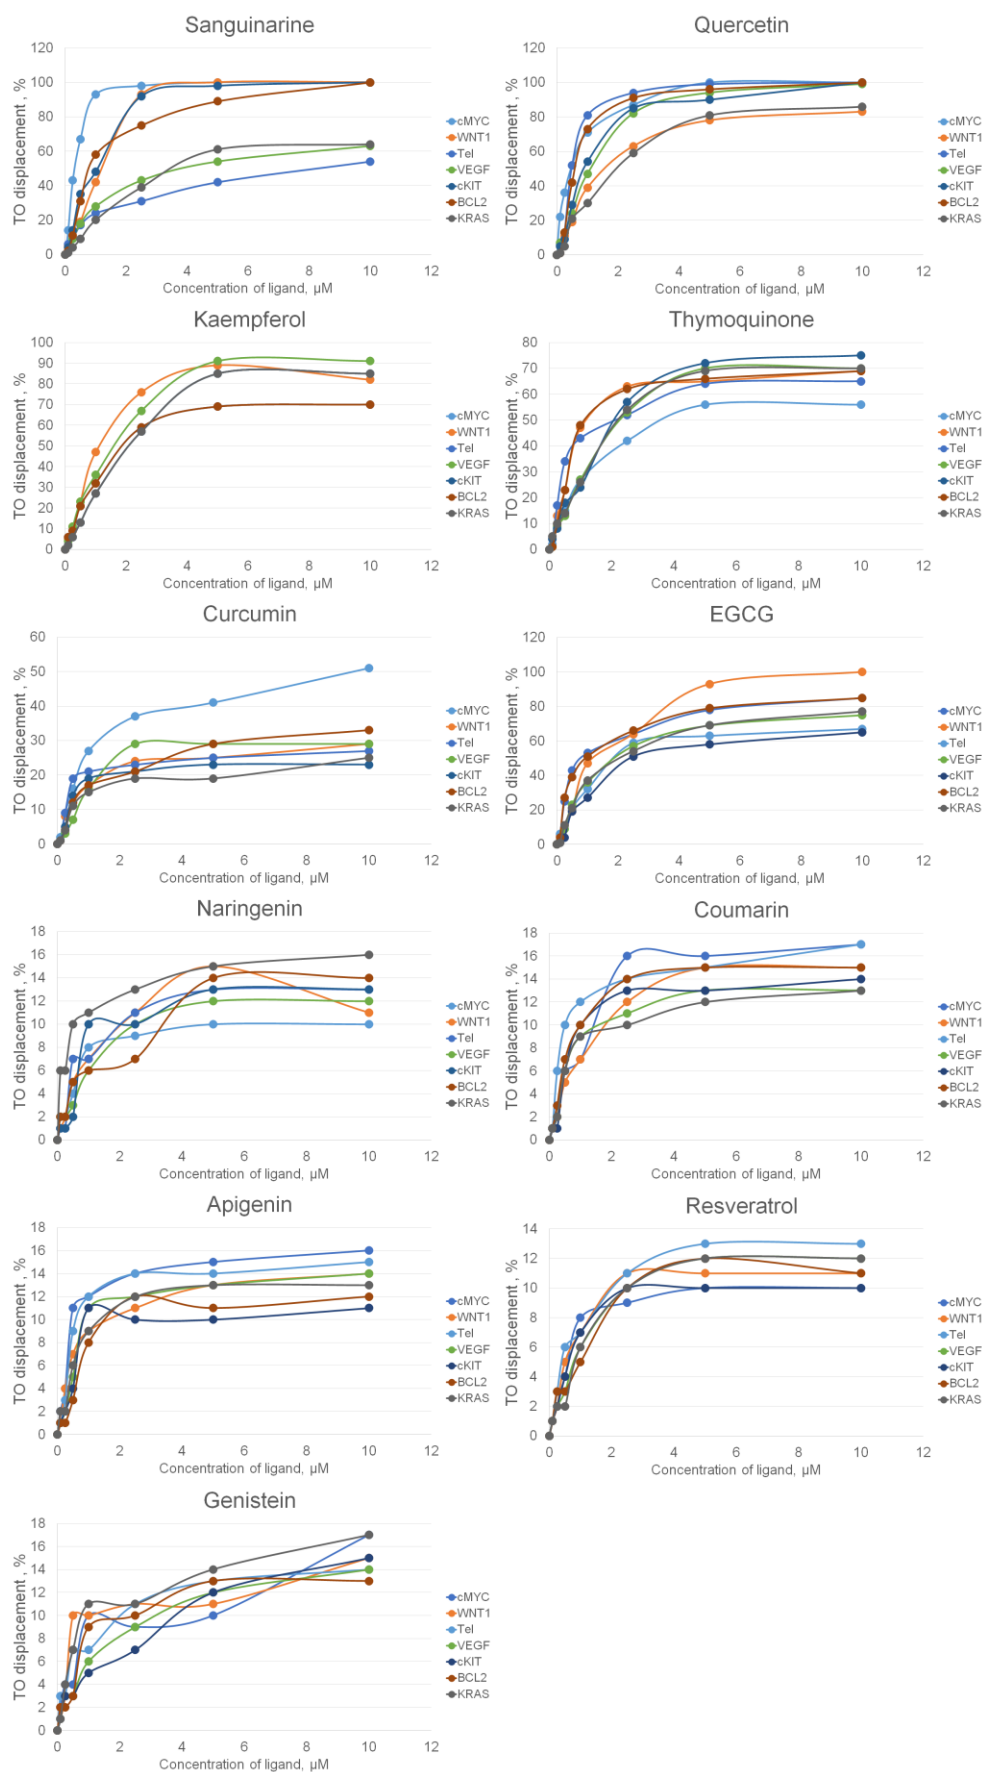 Sanguinarine
120
100
80
60
40
20
0
0 2 4 6 8 10 12
TO displacement , %
Concentration of ligand, µM
cMYC
WNT1
Tel
VEGF
cKIT
BCL2
KRAS
Quercetin
120
100
80
60
40
20
0
0 2 4 6 8 10 12
TO displacement , %
Concentration of ligand, µM
cMYC
WNT1
Tel
VEGF
cKIT
BCL2
KRAS
Kaempferol
100
90
80
70
60
50
40
30
20
10
0
0 2 4 6 8 10 12
TO displacement , %
Concentration of ligand, µM
cMYC
WNT1
Tel
VEGF
cKIT
BCL2
KRAS
Thymoquinone
80
70
60
50
40
30
20
10
0
0 2 4 6 8 10 12
TO displacement , %
Concentration of ligand, µM
cMYC
WNT1
Tel
VEGF
cKIT
BCL2
KRAS
Curcumin
60
50
40
30
20
10
0
0 2 4 6 8 10 12
TO displacement , %
Concentration of ligand, µM
cMYC
WNT1
Tel
VEGF
cKIT
BCL2
KRAS
EGCG
120
100
80
60
40
20
0
0 2 4 6 8 10 12
TO displacement , %
Concentration of ligand, µM
cMYC
WNT1
Tel
VEGF
cKIT
BCL2
KRAS
Naringenin
18
16
14
12
10
8
6
4
2
0
0 2 4 6 8 10 12
TO displacement , %
Concentration of ligand, µM
cMYC
WNT1
Tel
VEGF
cKIT
BCL2
KRAS
Coumarin
18
16
14
12
10
8
6
4
2
0
0 2 4 6 8 10 12
TO displacement , %
Concentration of ligand, µM
cMYC
WNT1
Tel
VEGF
cKIT
BCL2
KRAS
Apigenin
18
16
14
12
10
8
6
4
2
0
0 2 4 6 8 10 12
TO displacement , %
Concentration of ligand, µM
cMYC
WNT1
Tel
VEGF
cKIT
BCL2
KRAS
Resveratrol
14
12
10
8
6
4
2
0
0 2 4 6 8 10 12
TO displacement , %
Concentration of ligand, µM
cMYC
WNT1
Tel
VEGF
cKIT
BCL2
KRAS
Genistein
18
16
14
12
10
8
6
4
2
0
0 2 4 6 8 10 12
TO displacement , %
Concentration of ligand, µM
cMYC
WNT1
Tel
VEGF
cKIT
BCL2
KRAS